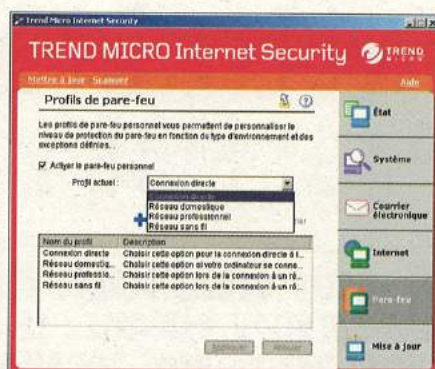 Trend Micro Internet Security
TREND MICRO Internet Security
TREND
MICRO
Mettre à jour Scanner
Aide
Profils de pare-feu
Les profils de pare-feu personnel vous permettent de personnaliser le
niveau de protection du pare-feu en fonction du type d'environnement et des
exceptions définies.
Activer le pare-feu personnel
Profil actuel :
Connexion directe
Connexion directe
Réseau domestique
Réseau professionnel
Réseau sans fil
Nom du profil
Description
Connexion directe
Choisir cette option pour la connexion directe à l...
Réseau domestiq...
Choisir cette option si votre ordinateur se conne...
Réseau professio...
Choisir cette option lors de la connexion à un ré...
Réseau sans fil
Choisir cette option lors de la connexion à un ré...
Appliquer
Annuler
État
Système
Courrier
électronique
Internet
Pare-feu
Mise à jour